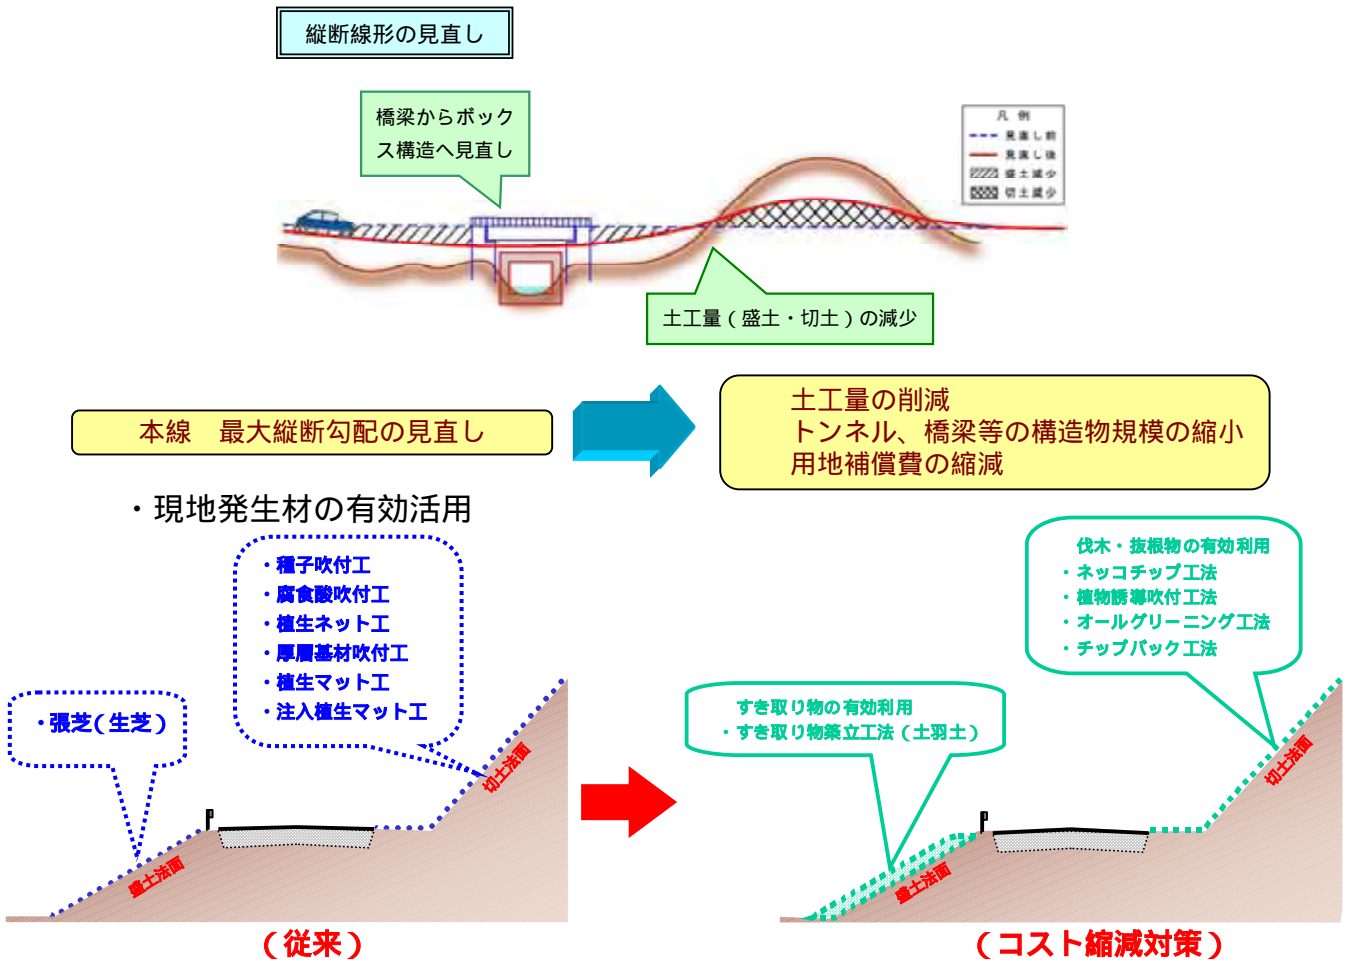 縦断線形の見直し
橋梁からボック
ス構造へ見直し
凡 例
見直し前
見直し後
盛土減少
切土減少
土工量（盛土・切土）の減少
本線　最大縦断勾配の見直し
土工量の削減
トンネル、橋梁等の構造物規模の縮小
用地補償費の縮減
・現地発生材の有効活用
・種子吹付工
・腐食酸吹付工
・植生ネット工
・厚層基材吹付工
・植生マット工
・注入植生マット工
・張芝（生芝）
切土法面
盛土法面
（従来）
伐木・抜根物の有効利用
・ネッコチップ工法
・植物誘導吹付工法
・オールグリーニング工法
・チップバック工法
すき取り物の有効利用
・すき取り物築立工法（土羽土）
切土法面
盛土法面
（コスト縮減対策）